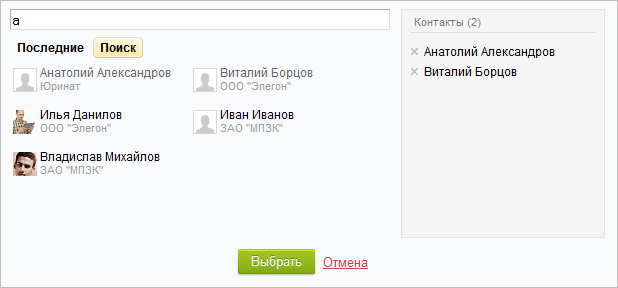 а
Последние Поиск
Анатолий Александров
Юринат
Виталий Борцов
ООО "Элегон"
Илья Данилов
ООО "Элегон"
Иван Иванов
ЗАО "МПЗК"
Владислав Михайлов
ЗАО "МПЗК"
Контакты (2)
Анатолий Александров
Виталий Борцов
Выбрать Отмена